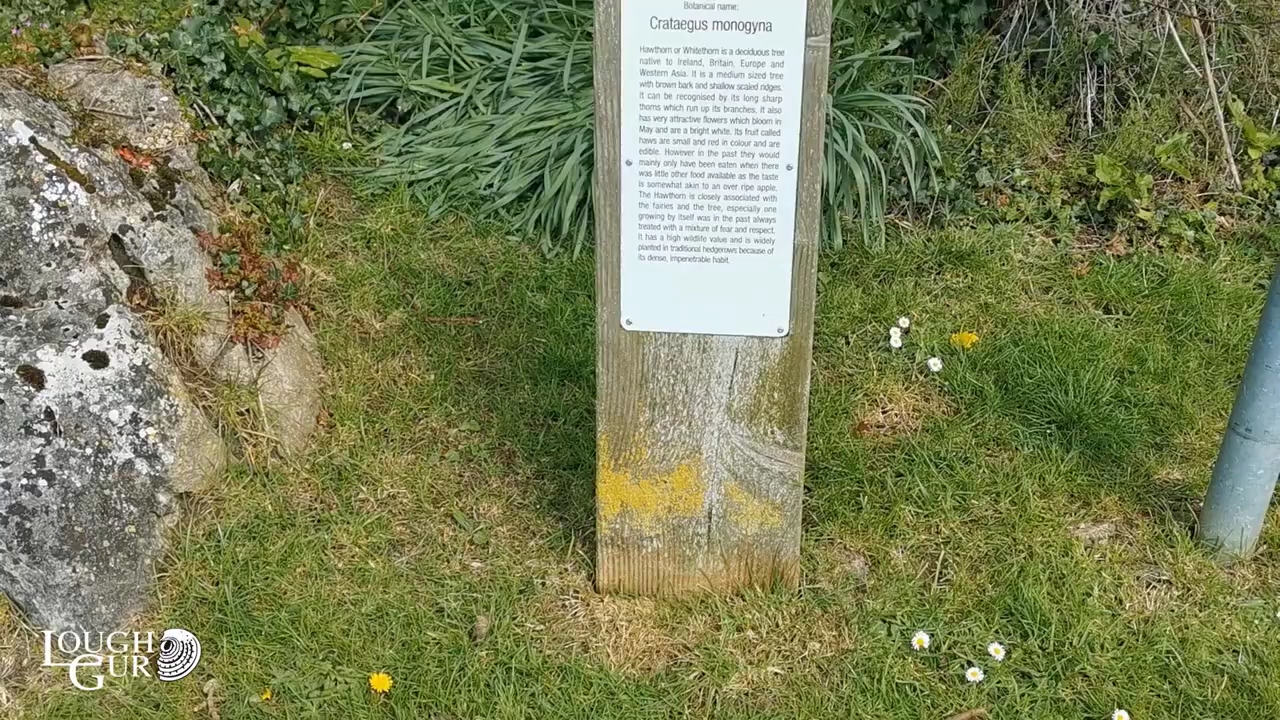 Botanical name:
Crataegus monogyna
Hawthorn or Whitethorn is a deciduous tree
native to Ireland, Britain, Europe and
Western Asia. It is a medium sized tree
with brown bark and shallow scaled ridges.
It can be recognised by its long sharp
thorns which run up its branches. It also
has very attractive flowers which bloom in
May and are a bright white. Its fruit called
haws are small and red in colour and are
edible. However in the past they would
mainly only have been eaten when there
was little other food available as the taste
is somewhat akin to an over ripe apple.
The Hawthorn is closely associated with
the fairies and the tree, especially one
growing by itself was in the past always
treated with a mixture of fear and respect.
It has a high wildlife value and is widely
planted in traditional hedgerows because of
its dense, impenetrable habit.
LOUGH
GUR